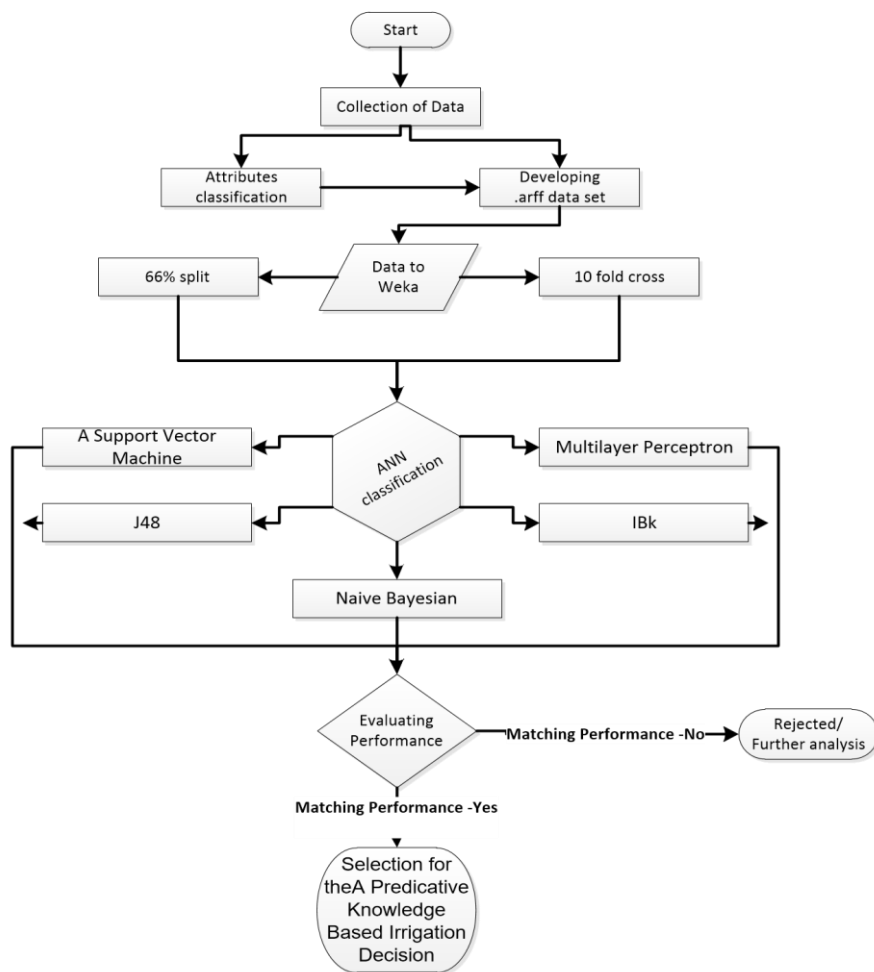 Start
Collection of Data
Attributes
classification
Developing
.arff data set
66% split
Data to
Weka
10 fold cross
A Support Vector
Machine
ANN
classification
Multilayer Perceptron
J48
IBk
Naive Bayesian
Evaluating
Performance
Matching Performance -No
Rejected/
Further analysis
Matching Performance -Yes
Selection for
theA Predicative
Knowledge
Based Irrigation
Decision